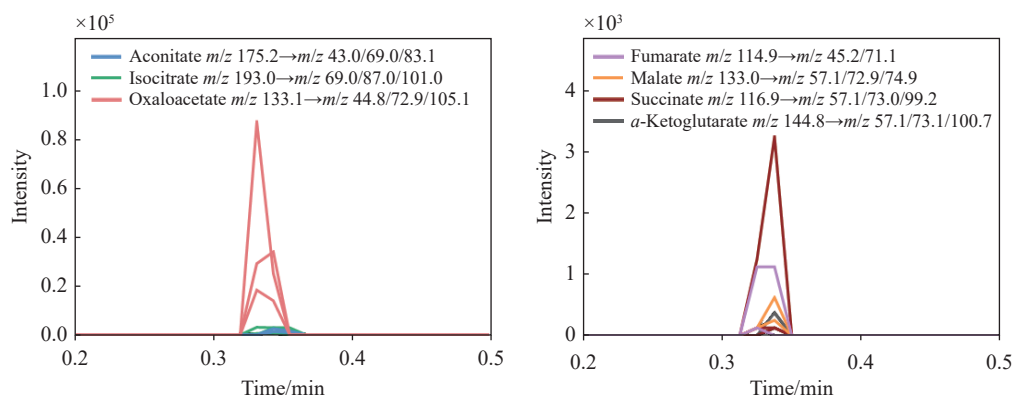 ×10⁵
Aconitate m/z 175.2→m/z 43.0/69.0/83.1
Isocitrate m/z 193.0→m/z 69.0/87.0/101.0
Oxaloacetate m/z 133.1→m/z 44.8/72.9/105.1
1.0
0.8
0.6
0.4
0.2
0.0
Intensity
0.2
0.3
0.4
0.5
Time/min
×10³
Fumarate m/z 114.9→m/z 45.2/71.1
Malate m/z 133.0→m/z 57.1/72.9/74.9
Succinate m/z 116.9→m/z 57.1/73.0/99.2
a-Ketoglutarate m/z 144.8→m/z 57.1/73.1/100.7
4
3
2
1
0
Intensity
0.2
0.3
0.4
0.5
Time/min